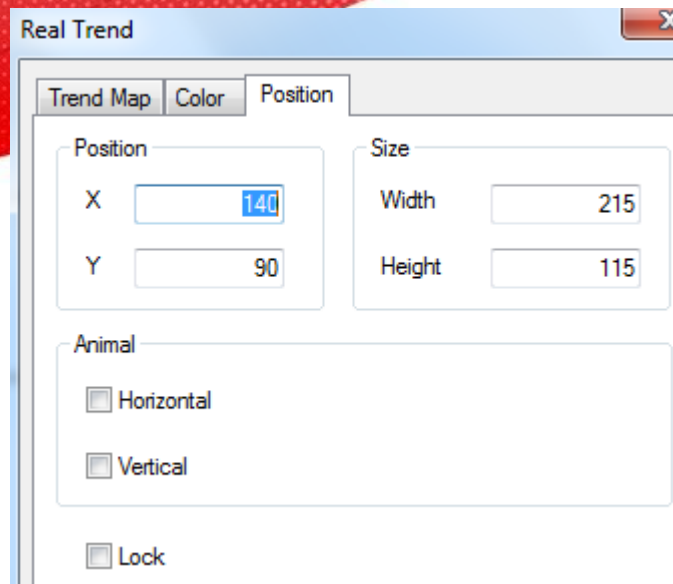 Real Trend
Trend Map Color Position
Position
X 140
Y 90
Size
Width 215
Height 115
Animal
Horizontal
Vertical
Lock